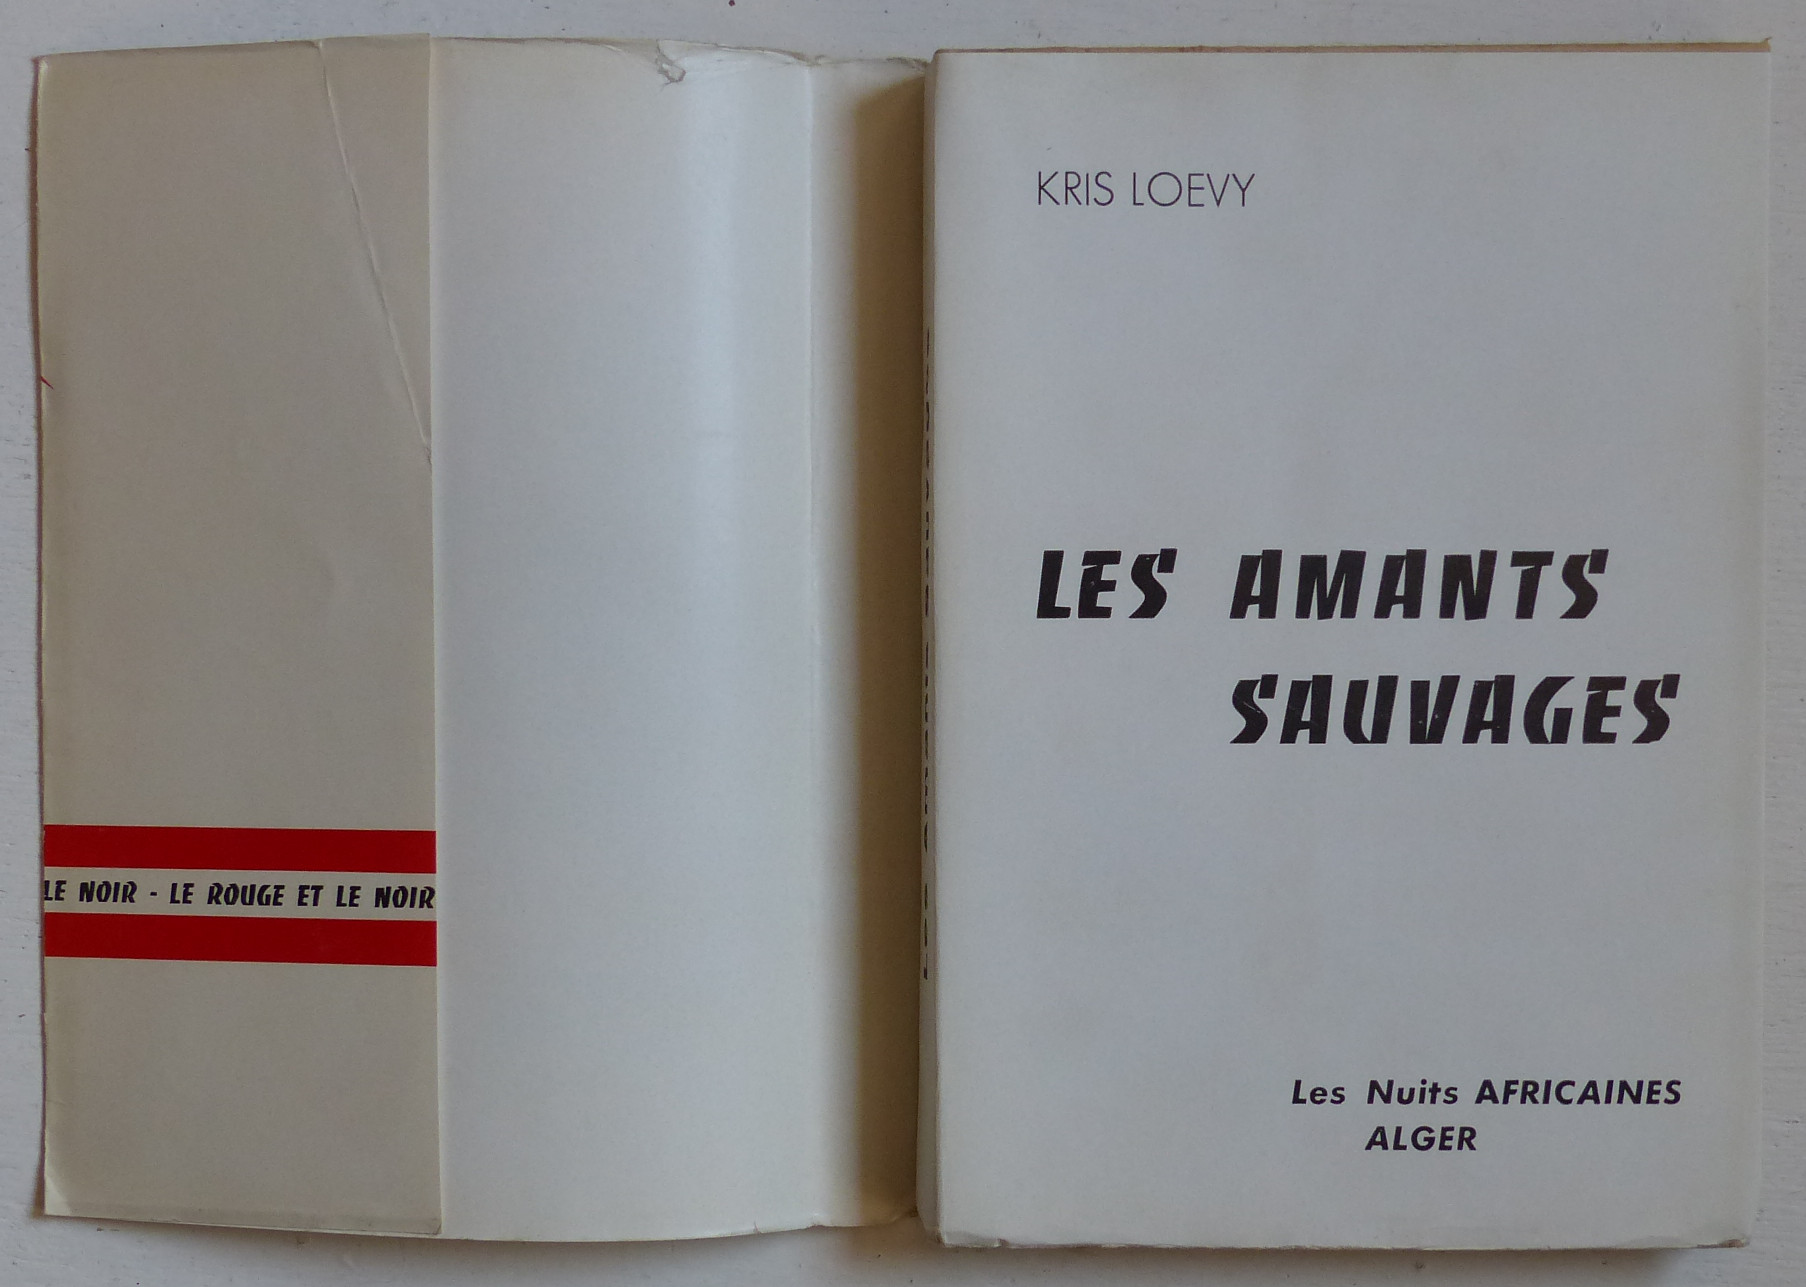 LE NOIR - LE ROUGE ET LE NOIR
KRIS LOEVY
LES AMANTS
SAUVAGES
Les Nuits AFRICAINES
ALGER